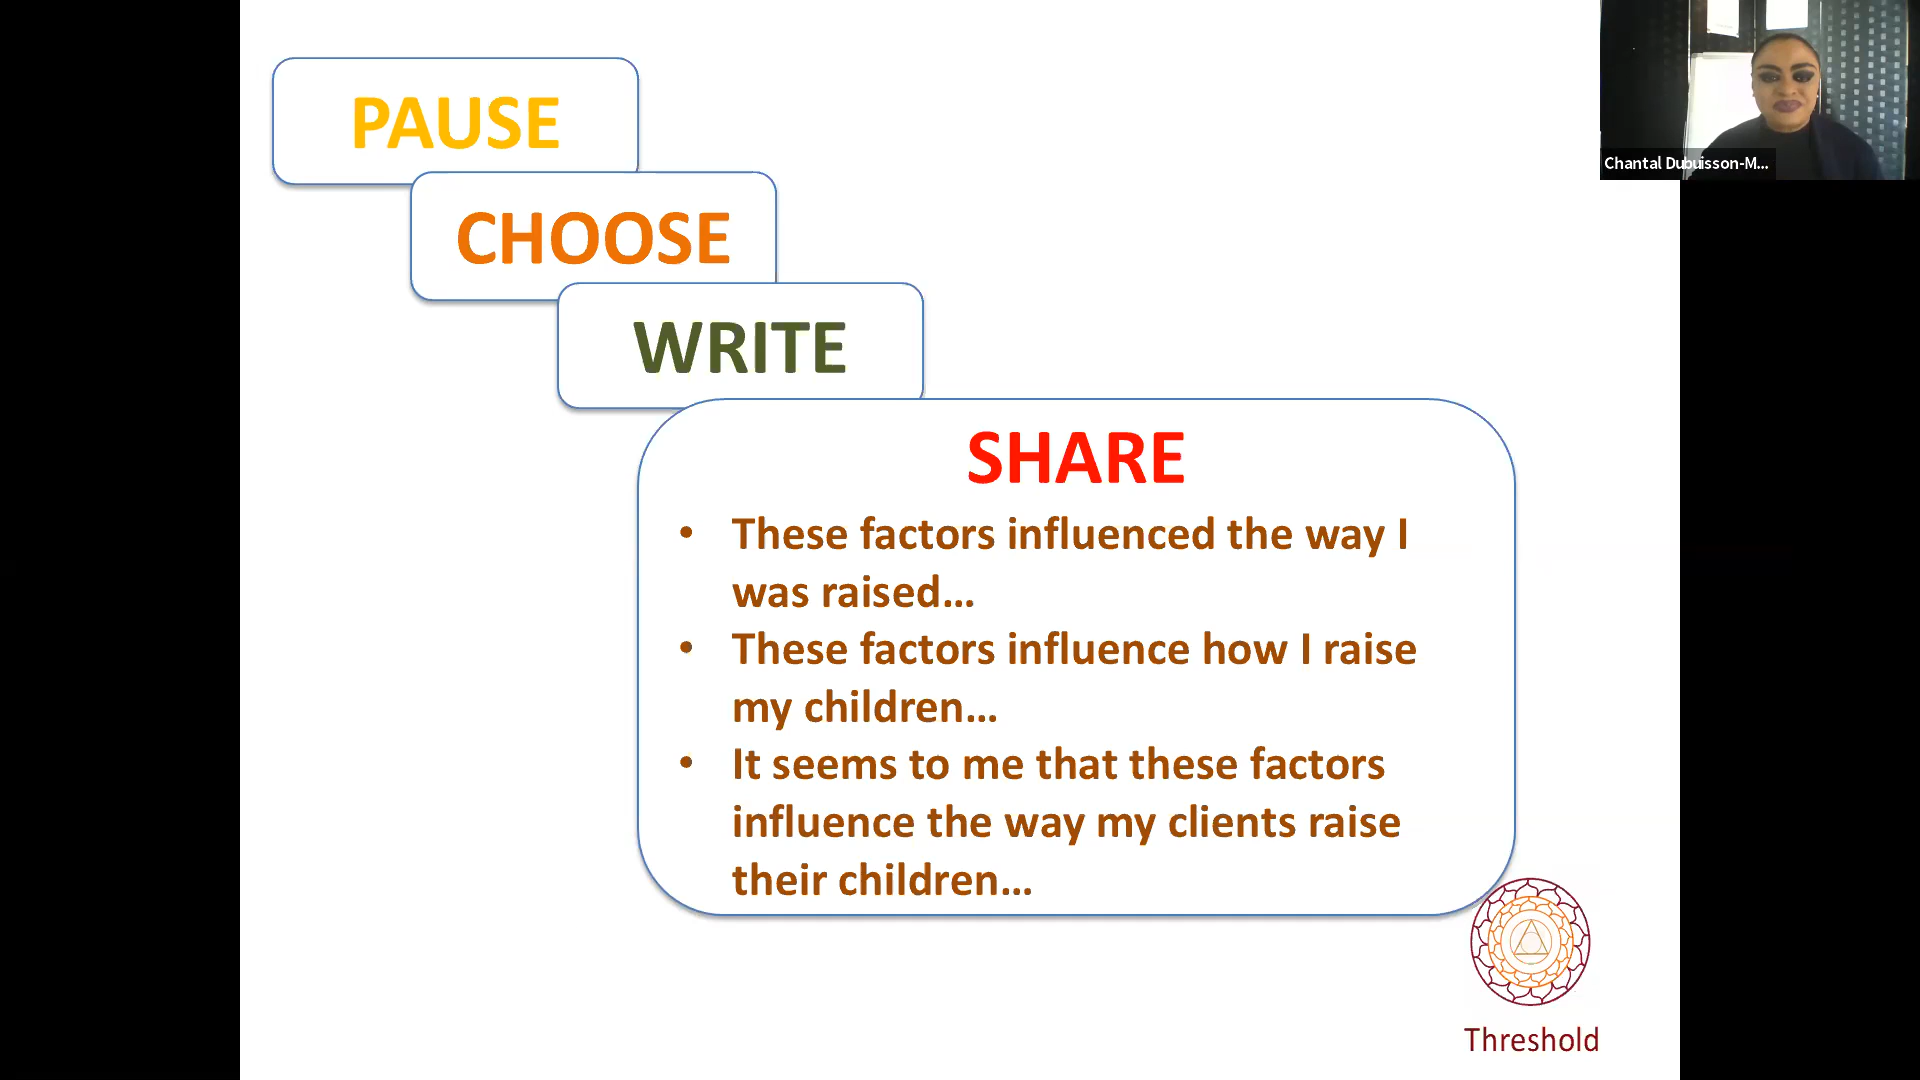 PAUSE
CHOOSE
WRITE
SHARE
• These factors influenced the way I
was raised...
• These factors influence how I raise
my children...
• It seems to me that these factors
influence the way my clients raise
their children...
Threshold
Chantal Dubuisson-M...